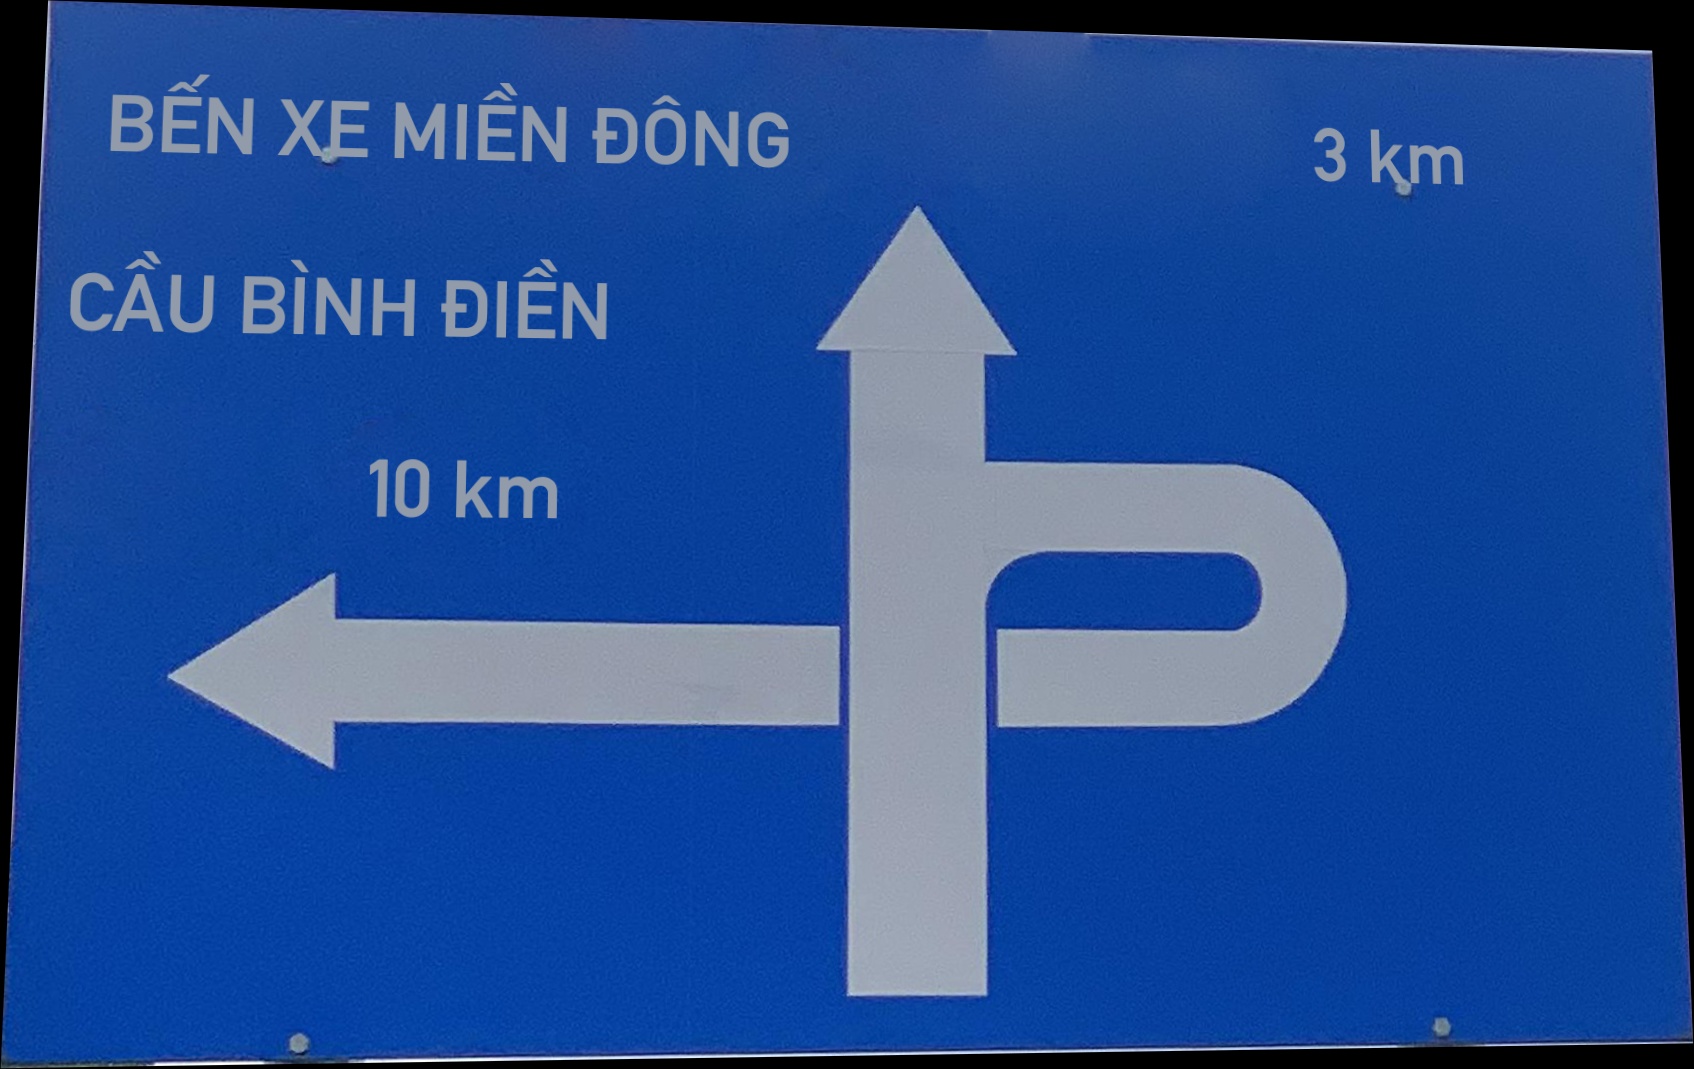 BẾN XE MIỀN ĐÔNG 3 km
CẦU BÌNH ĐIỀN
10 km